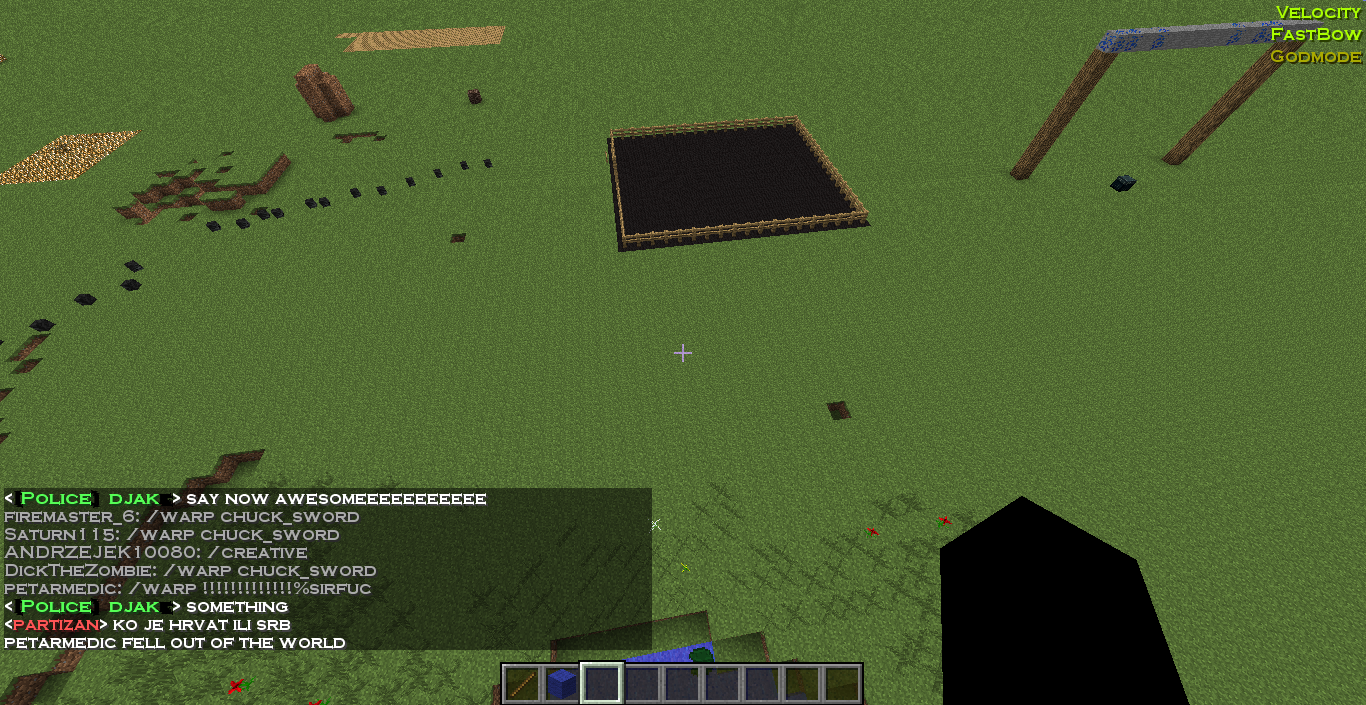 Velocity
FastBow
Godmode
< Police djak > say now awesomeeeeeeeeeeee
firemaster_6: /warp chuck_sword
Saturn115: /warp chuck_sword
ANDRZEJEK10080: /creative
DickTheZombie: /warp chuck_sword
petarmedic: /warp !!!!!!!!!!!!!!%sirfuc
< Police djak > something
<partizan> ko je hrvat ili srb
petarmedic fell out of the world